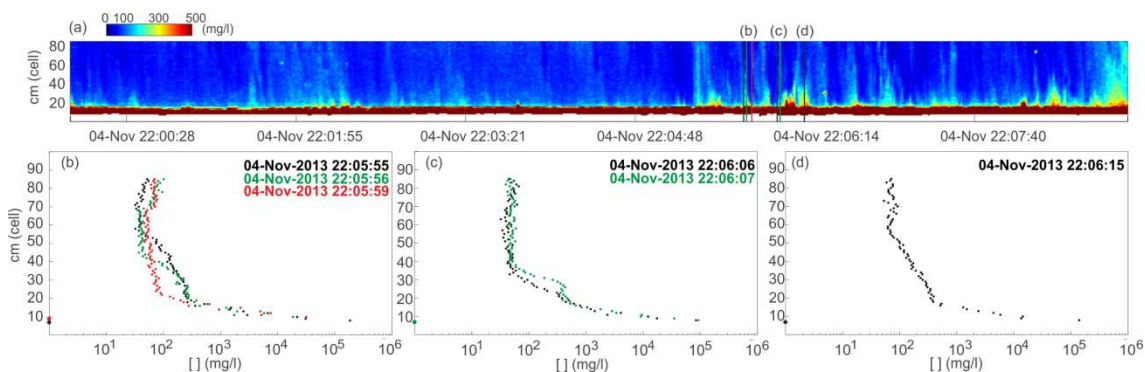 (a)
0 100 300 500
(mg/l)
(b) (c) (d)
cm (cell)
80
60
40
20
04-Nov 22:00:28 04-Nov 22:01:55 04-Nov 22:03:21 04-Nov 22:04:48 04-Nov 22:06:14 04-Nov 22:07:40
(b)
04-Nov-2013 22:05:55
04-Nov-2013 22:05:56
04-Nov-2013 22:05:59
cm (cell)
90
80
70
60
50
40
30
20
10
10¹ 10² 10³ 10⁴ 10⁵ 10⁶
[ ] (mg/l)
(c)
04-Nov-2013 22:06:06
04-Nov-2013 22:06:07
90
80
70
60
50
40
30
20
10
10¹ 10² 10³ 10⁴ 10⁵ 10⁶
[ ] (mg/l)
(d)
04-Nov-2013 22:06:15
90
80
70
60
50
40
30
20
10
10¹ 10² 10³ 10⁴ 10⁵ 10⁶
[ ] (mg/l)